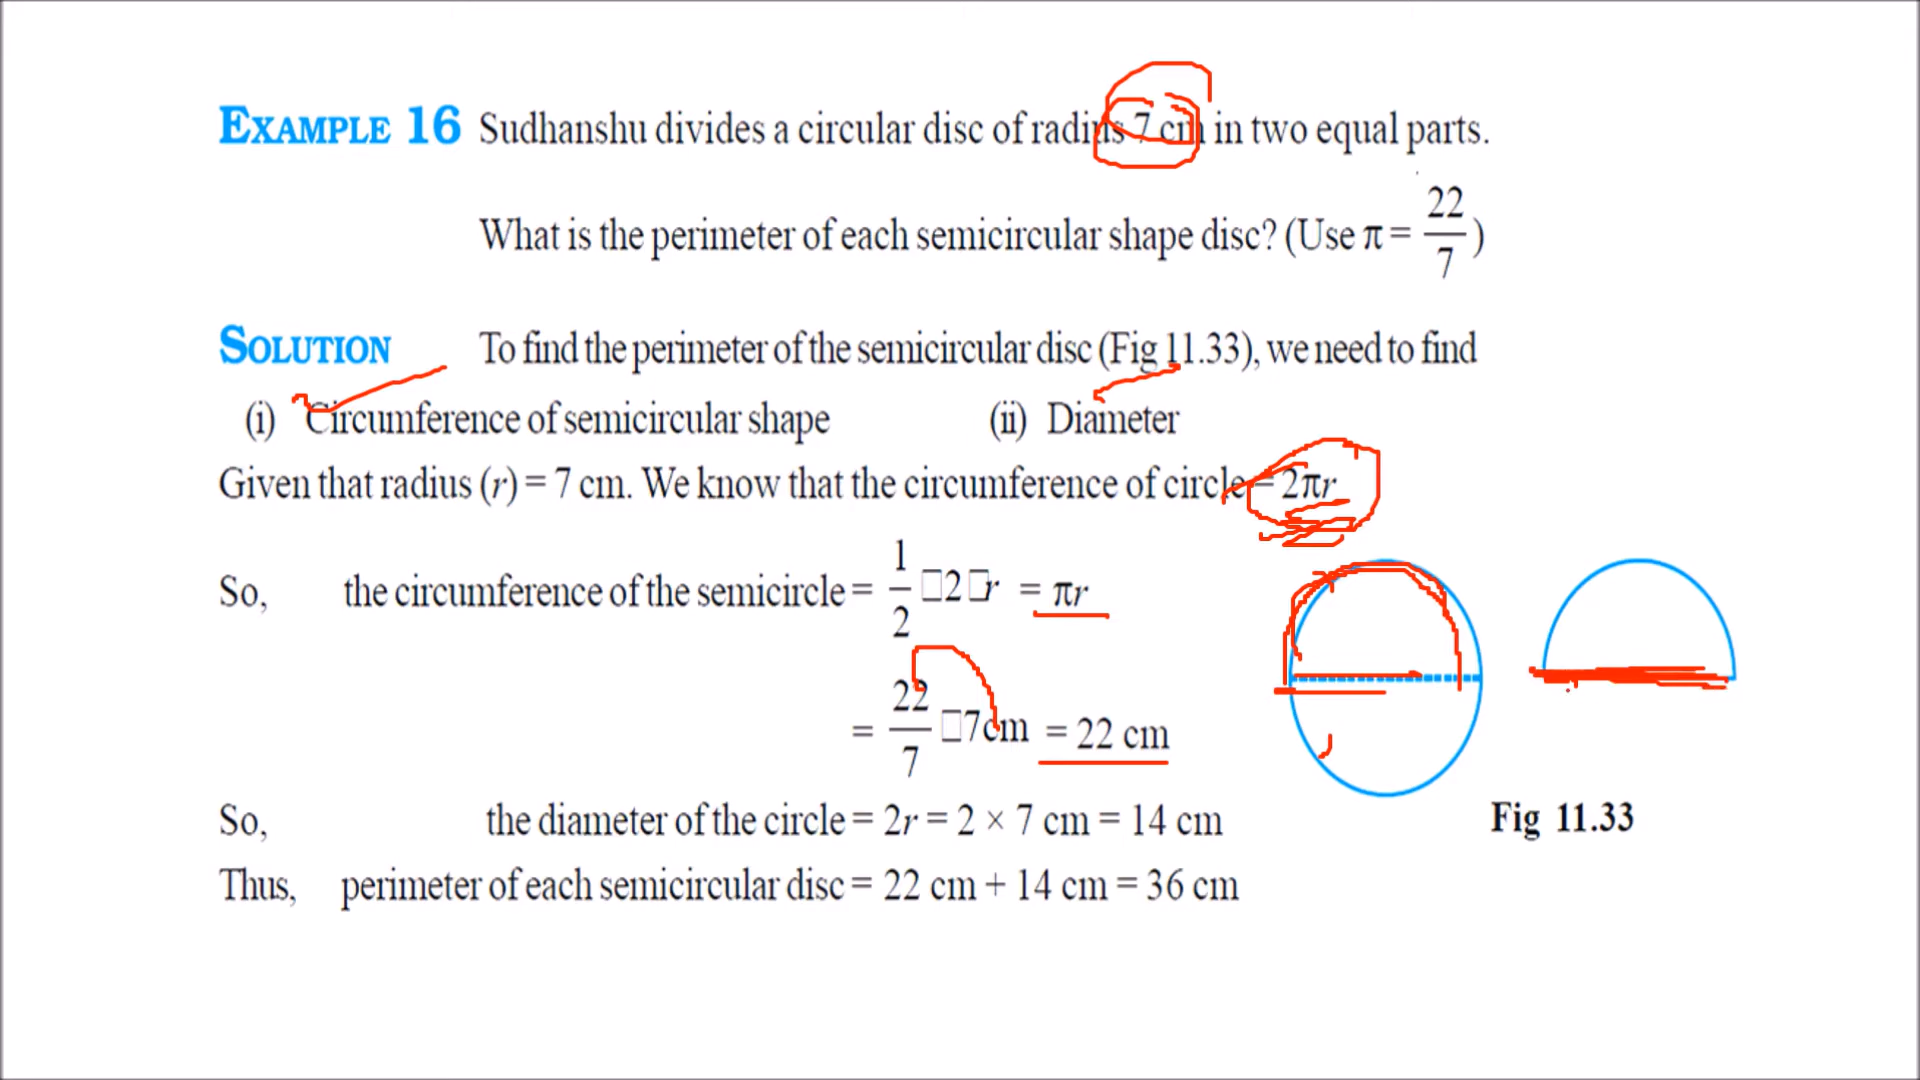 EXAMPLE 16 Sudhanshu divides a circular disc of radius 7 cm in two equal parts.
What is the perimeter of each semicircular shape disc? (Use π = 22/7)
SOLUTION To find the perimeter of the semicircular disc (Fig 11.33), we need to find
(i) Circumference of semicircular shape (ii) Diameter
Given that radius (r) = 7 cm. We know that the circumference of circle = 2πr
So, the circumference of the semicircle = 1/2 □2□r = πr
= 22/7 □7cm = 22 cm
So, the diameter of the circle = 2r = 2 × 7 cm = 14 cm
Fig 11.33
Thus, perimeter of each semicircular disc = 22 cm + 14 cm = 36 cm